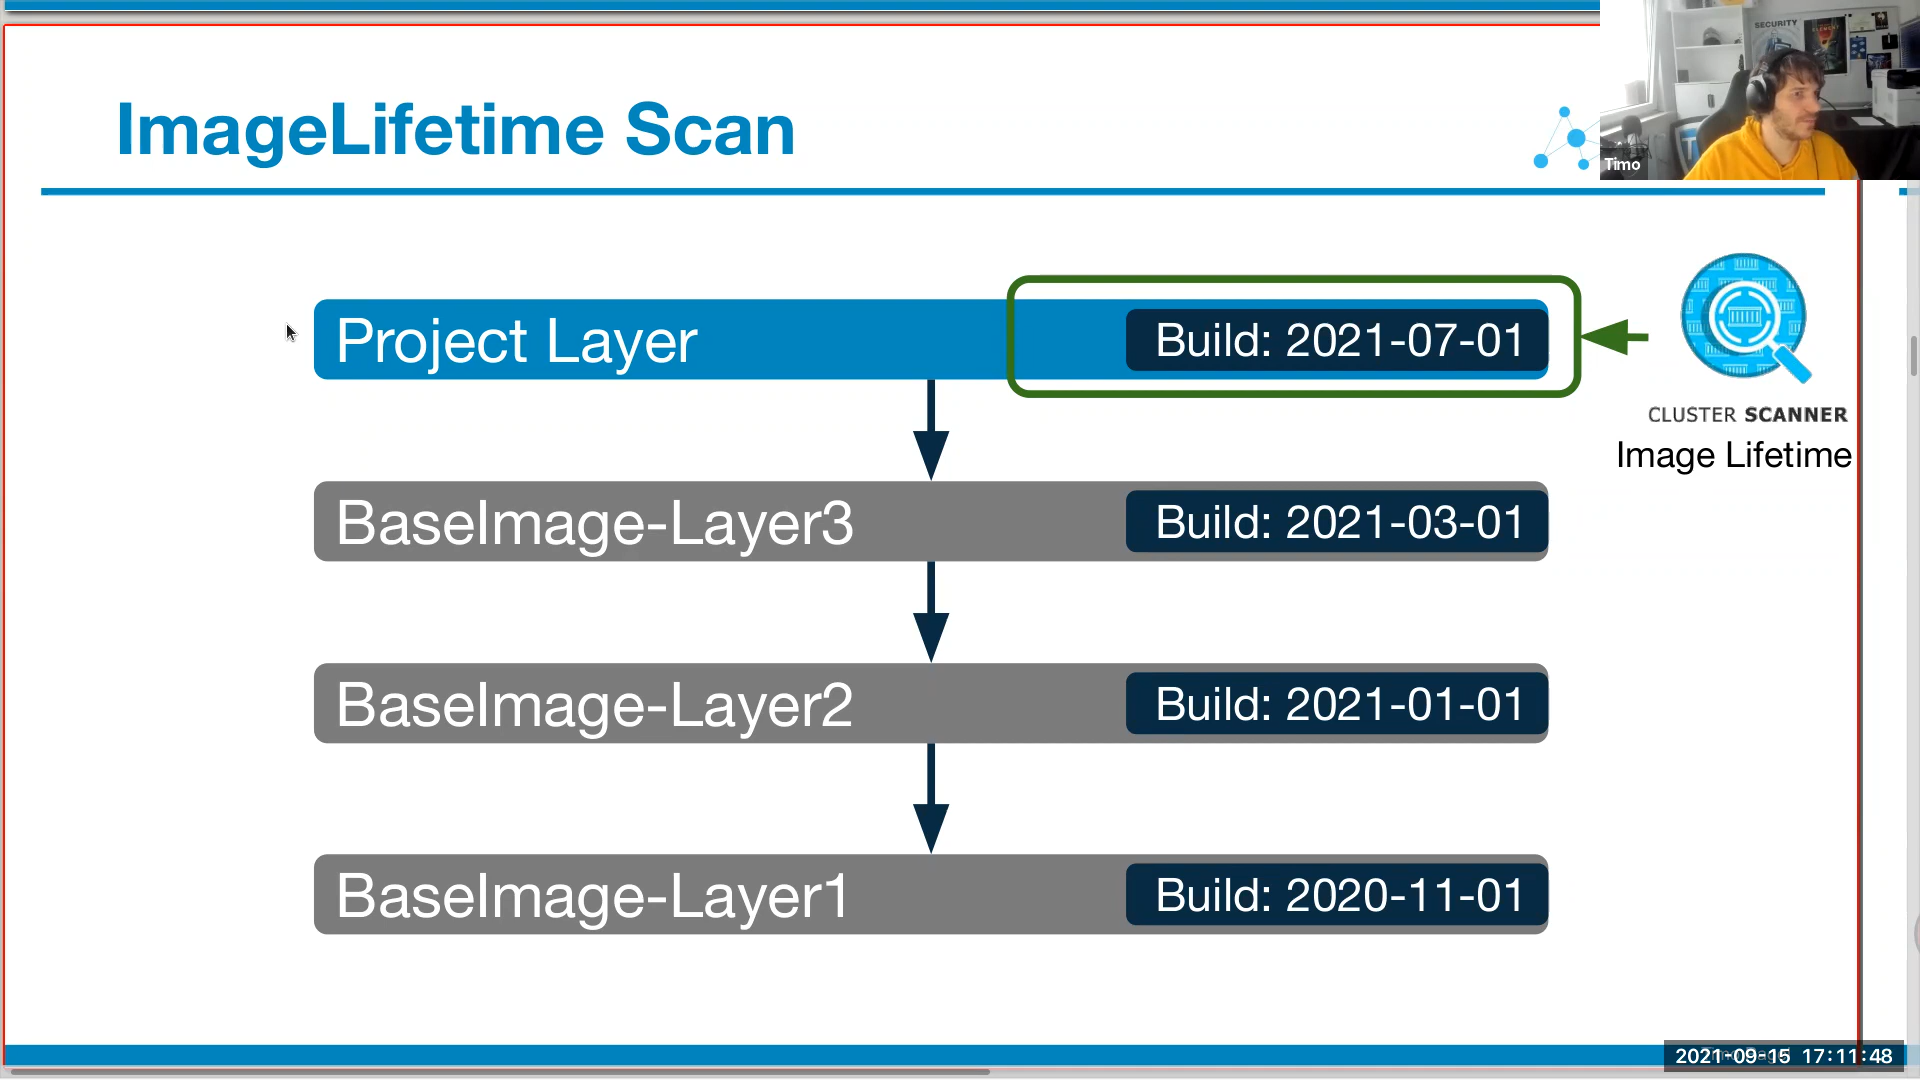 ImageLifetime Scan
SECURITY
Timo
Project Layer
Build: 2021-07-01
CLUSTER SCANNER
Image Lifetime
BaseImage-Layer3
Build: 2021-03-01
BaseImage-Layer2
Build: 2021-01-01
BaseImage-Layer1
Build: 2020-11-01
2021-09-15 17:11:48